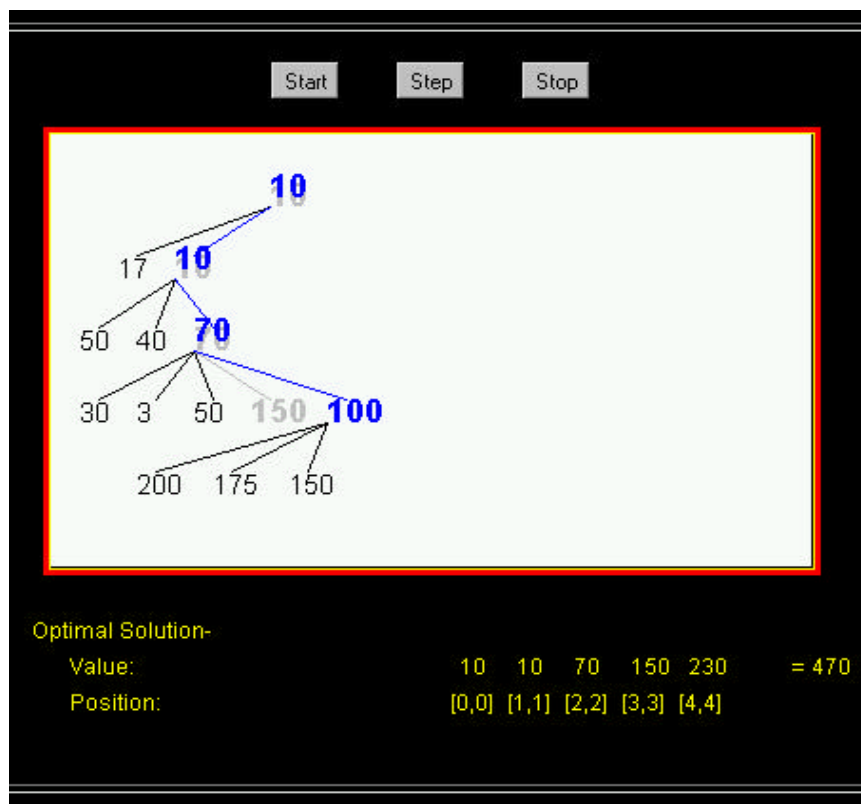 Start Step Stop
10
17 10
50 40 70
30 3 50 150 100
200 175 150
Optimal Solution-
Value: 10 10 70 150 230 = 470
Position: [0,0] [1,1] [2,2] [3,3] [4,4]